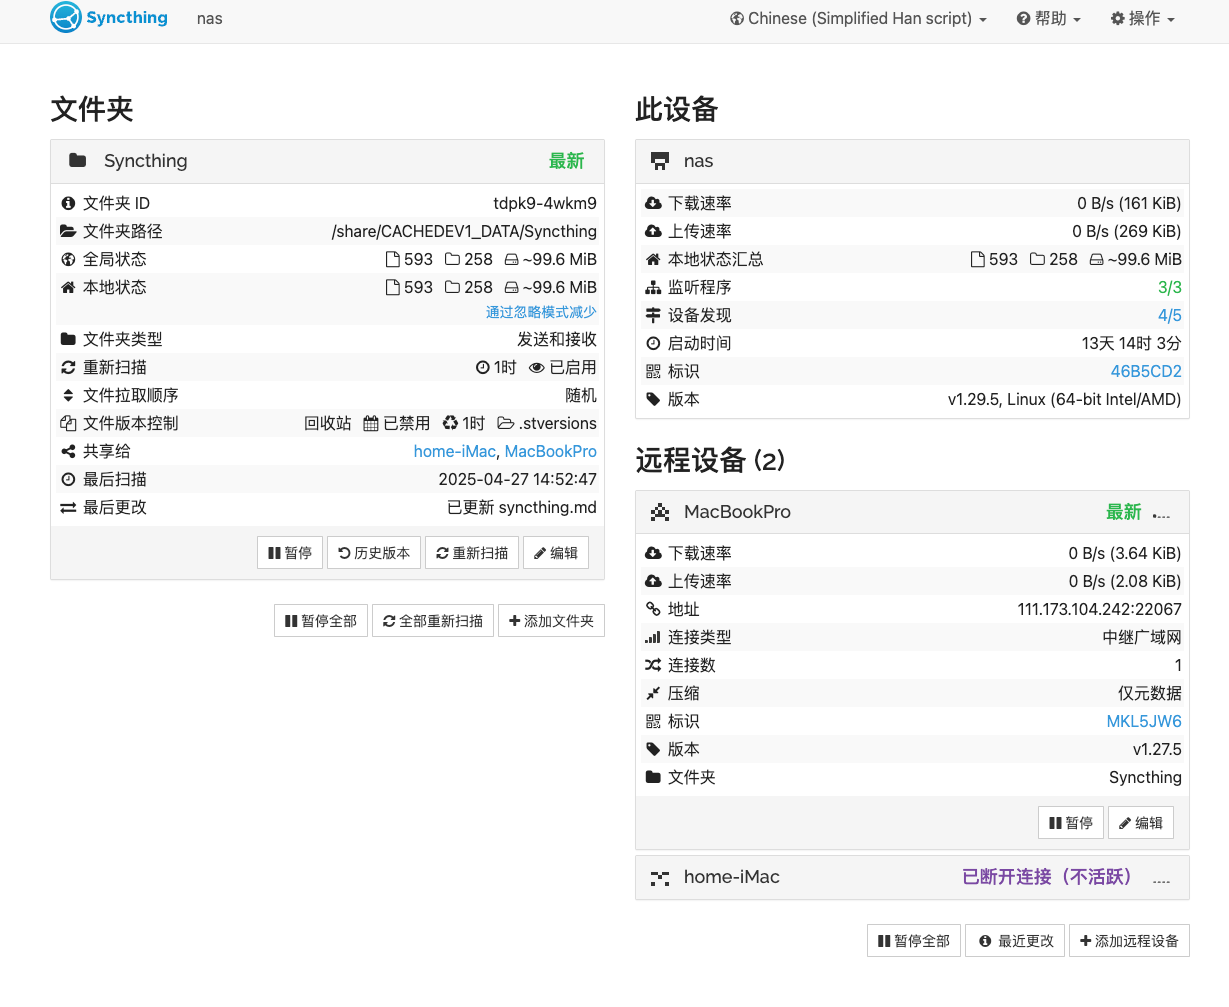 Syncthing nas Chinese (Simplified Han script) 帮助 操作
文件夹
Syncthing 最新
文件夹 ID tdpk9-4wkm9
文件夹路径 /share/CACHEDEV1_DATA/Syncthing
全局状态 593 258 ~99.6 MiB
本地状态 593 258 ~99.6 MiB
通过忽略模式减少
文件夹类型 发送和接收
重新扫描 1时 已启用
文件拉取顺序 随机
文件版本控制 回收站 已禁用 1时 .stversions
共享给 home-iMac, MacBookPro
最后扫描 2025-04-27 14:52:47
最后更改 已更新 syncthing.md
暂停 历史版本 重新扫描 编辑
暂停全部 全部重新扫描 添加文件夹
此设备
nas
下载速率 0 B/s (161 KiB)
上传速率 0 B/s (269 KiB)
本地状态汇总 593 258 ~99.6 MiB
监听程序 3/3
设备发现 4/5
启动时间 13天 14时 3分
标识 46B5CD2
版本 v1.29.5, Linux (64-bit Intel/AMD)
远程设备 (2)
MacBookPro 最新
下载速率 0 B/s (3.64 KiB)
上传速率 0 B/s (2.08 KiB)
地址 111.173.104.242:22067
连接类型 中继广域网
连接数 1
压缩 仅元数据
标识 MKL5JW6
版本 v1.27.5
文件夹 Syncthing
暂停 编辑
home-iMac 已断开连接（不活跃）
暂停全部 最近更改 添加远程设备